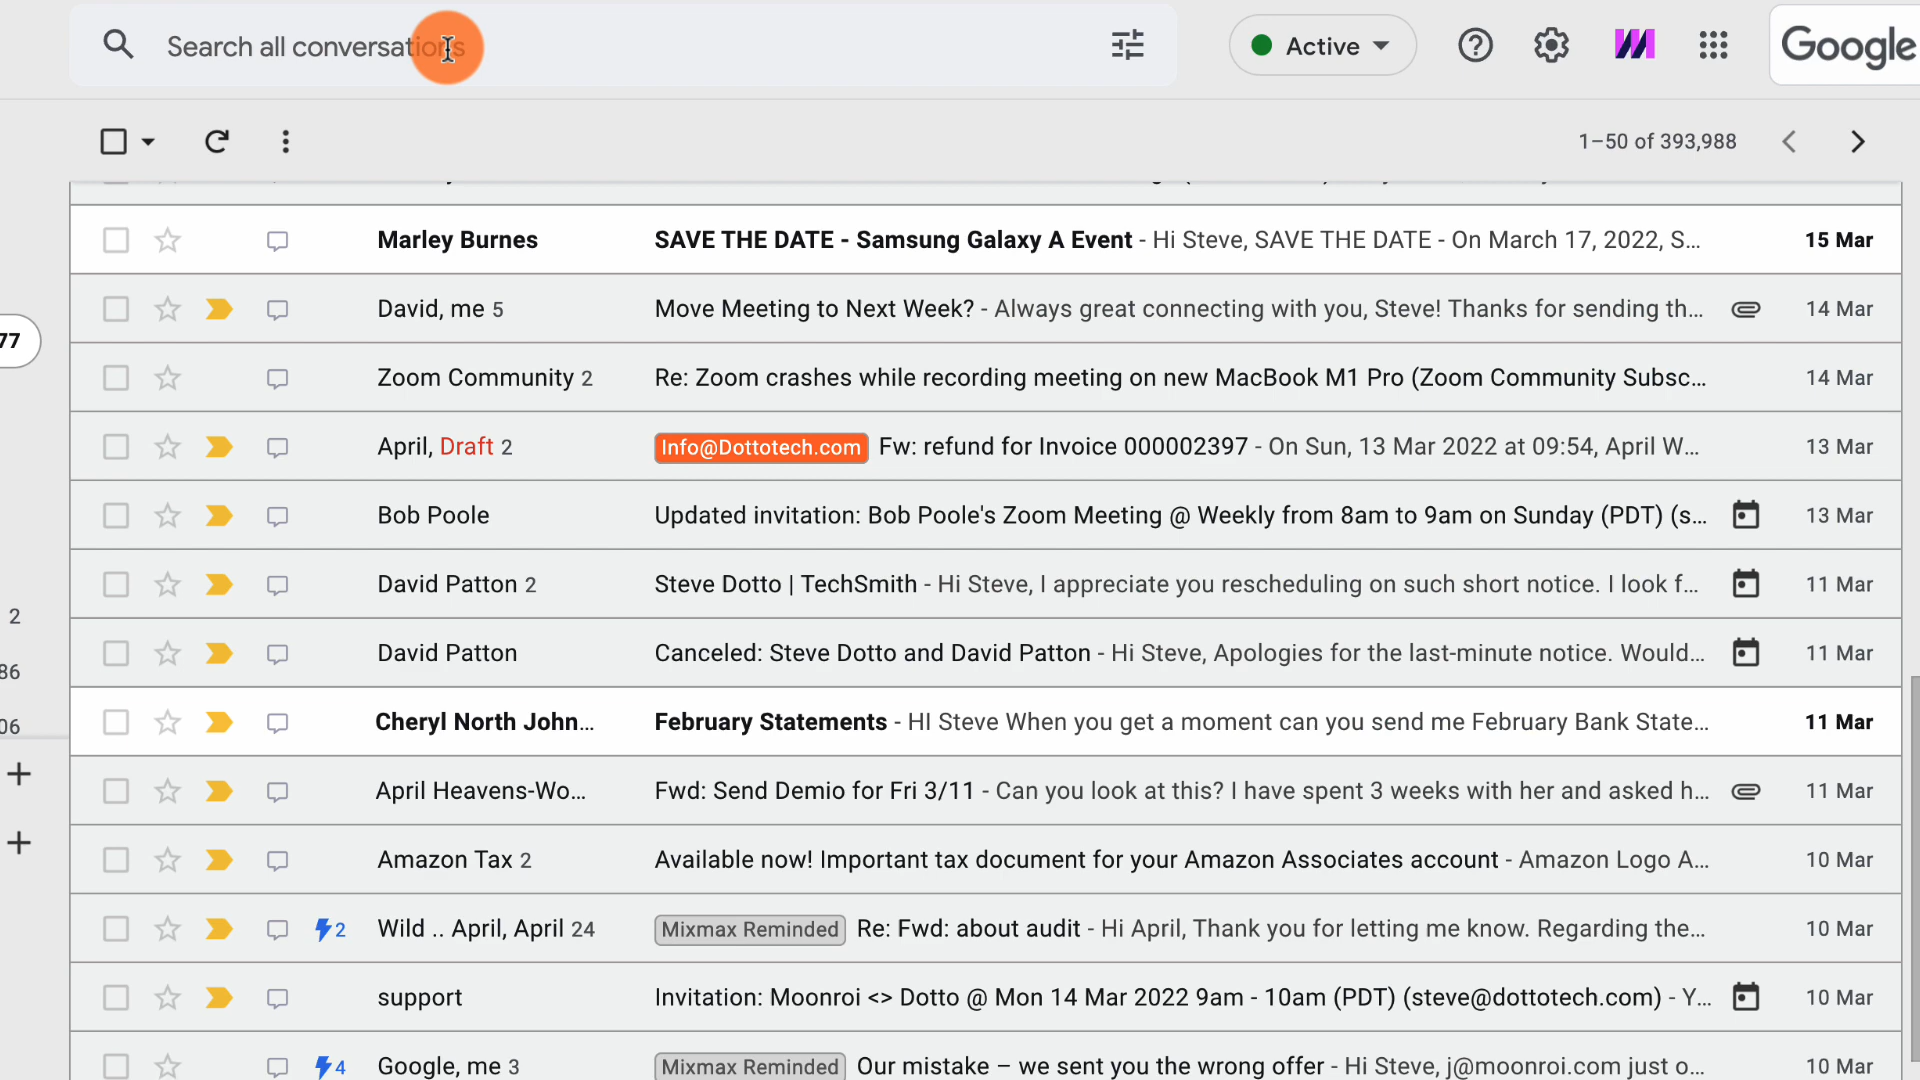 Search all conversations
Active
Google
1–50 of 393,988
Marley Burnes SAVE THE DATE - Samsung Galaxy A Event - Hi Steve, SAVE THE DATE - On March 17, 2022, S... 15 Mar
David, me 5 Move Meeting to Next Week? - Always great connecting with you, Steve! Thanks for sending th... 14 Mar
77
Zoom Community 2 Re: Zoom crashes while recording meeting on new MacBook M1 Pro (Zoom Community Subsc... 14 Mar
April, Draft 2 Info@Dottotech.com Fw: refund for Invoice 000002397 - On Sun, 13 Mar 2022 at 09:54, April W... 13 Mar
Bob Poole Updated invitation: Bob Poole's Zoom Meeting @ Weekly from 8am to 9am on Sunday (PDT) (s... 13 Mar
David Patton 2 Steve Dotto | TechSmith - Hi Steve, I appreciate you rescheduling on such short notice. I look f... 11 Mar
2
David Patton Canceled: Steve Dotto and David Patton - Hi Steve, Apologies for the last-minute notice. Would... 11 Mar
86
Cheryl North John... February Statements - HI Steve When you get a moment can you send me February Bank State... 11 Mar
06
April Heavens-Wo... Fwd: Send Demio for Fri 3/11 - Can you look at this? I have spent 3 weeks with her and asked h... 11 Mar
Amazon Tax 2 Available now! Important tax document for your Amazon Associates account - Amazon Logo A... 10 Mar
2 Wild .. April, April 24 Mixmax Reminded Re: Fwd: about audit - Hi April, Thank you for letting me know. Regarding the... 10 Mar
support Invitation: Moonroi <> Dotto @ Mon 14 Mar 2022 9am - 10am (PDT) (steve@dottotech.com) - Y... 10 Mar
4 Google, me 3 Mixmax Reminded Our mistake – we sent you the wrong offer - Hi Steve, j@moonroi.com just o... 10 Mar